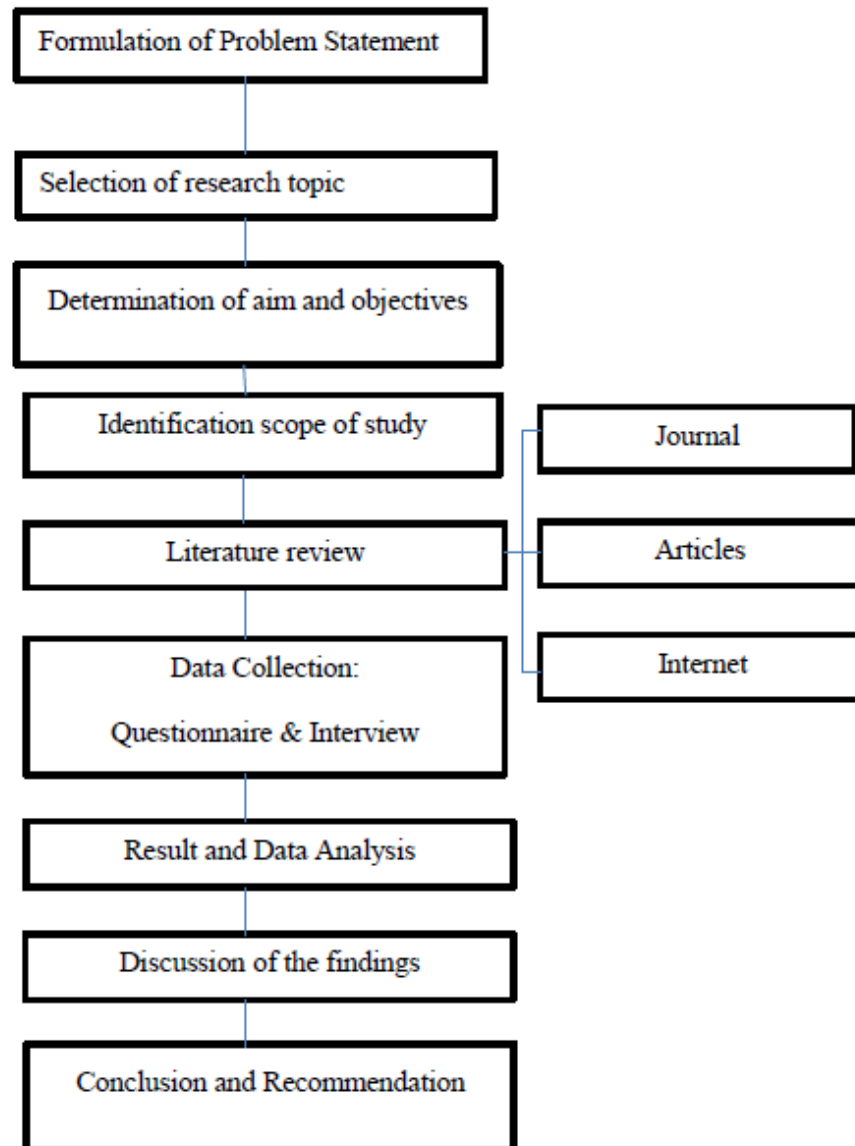 Formulation of Problem Statement
Selection of research topic
Determination of aim and objectives
Identification scope of study
Literature review
Journal
Articles
Internet
Data Collection:
Questionnaire & Interview
Result and Data Analysis
Discussion of the findings
Conclusion and Recommendation